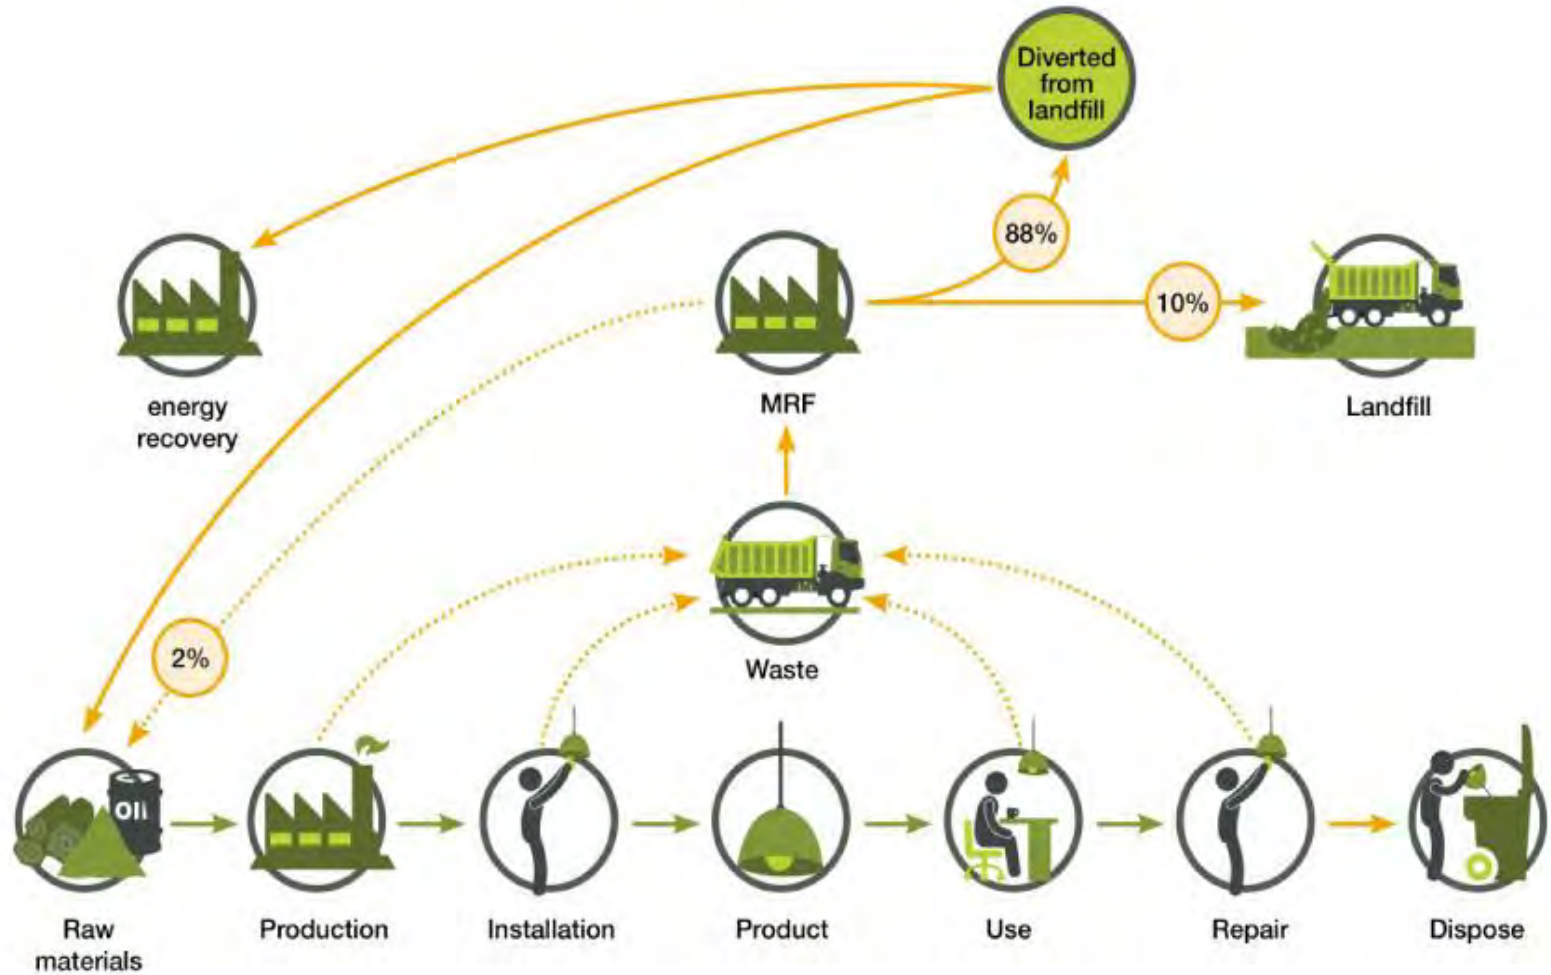 Diverted
from
landfill
88%
10%
energy
recovery
MRF
Landfill
2%
Waste
Oil
Raw
materials
Production
Installation
Product
Use
Repair
Dispose